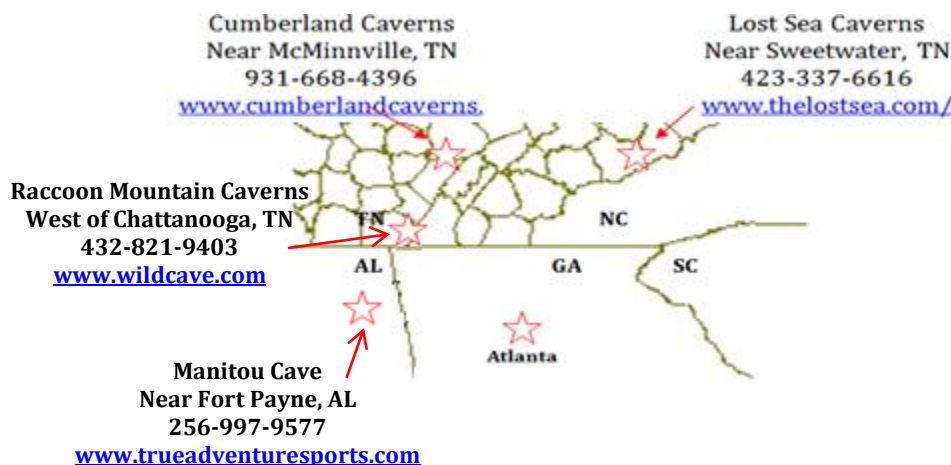 Cumberland Caverns
Near McMinnville, TN
931-668-4396
www.cumberlandcaverns.
Lost Sea Caverns
Near Sweetwater, TN
423-337-6616
www.thelostsea.com/
Raccoon Mountain Caverns
West of Chattanooga, TN
432-821-9403
www.wildcave.com
TN
NC
AL
GA
SC
Atlanta
Manitou Cave
Near Fort Payne, AL
256-997-9577
www.trueadventuresports.com